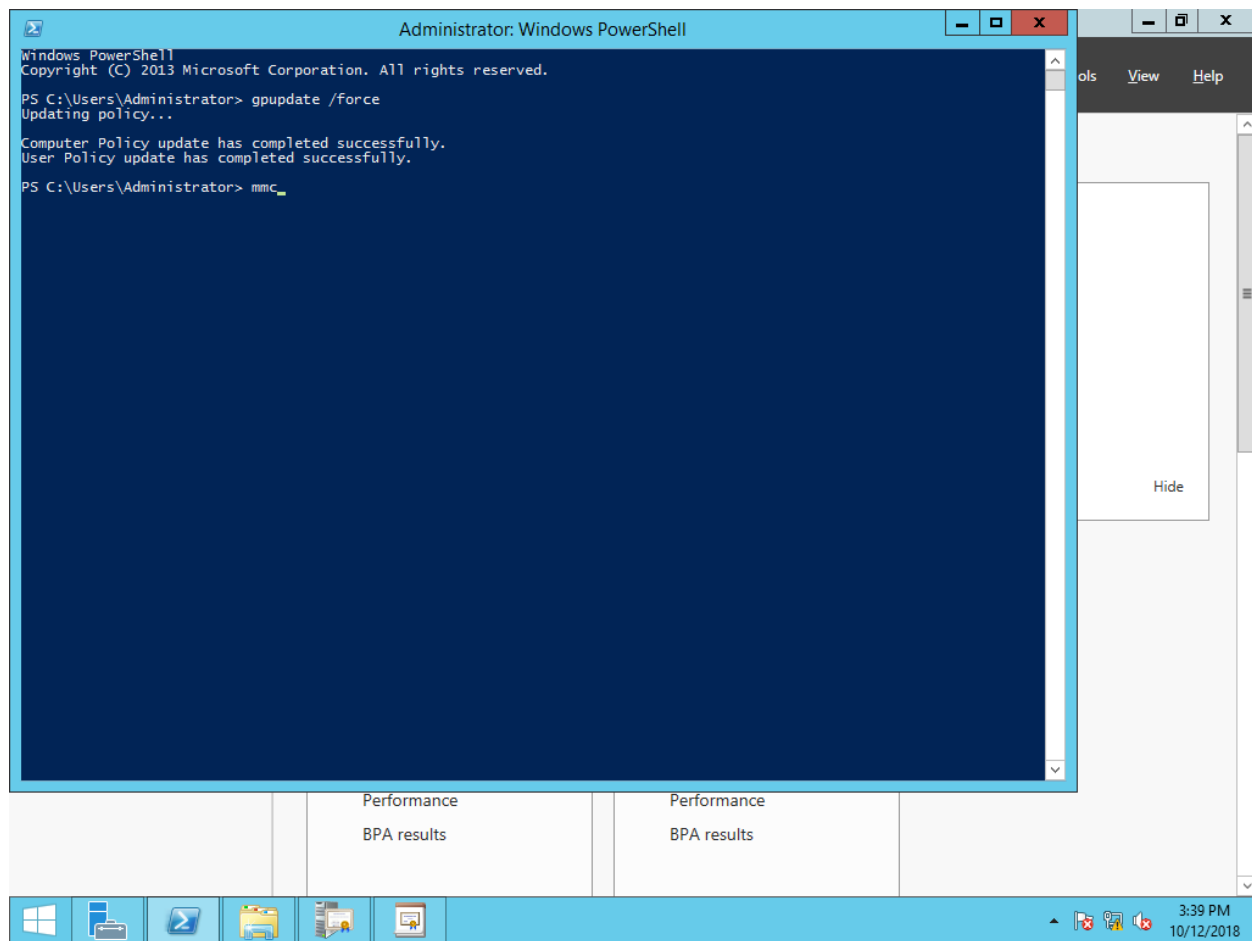 Administrator: Windows PowerShell
Windows PowerShell
Copyright (C) 2013 Microsoft Corporation. All rights reserved.
PS C:\Users\Administrator> gpupdate /force
Updating policy...
Computer Policy update has completed successfully.
User Policy update has completed successfully.
PS C:\Users\Administrator> mmc
ols View Help
Hide
Performance Performance
BPA results BPA results
3:39 PM
10/12/2018